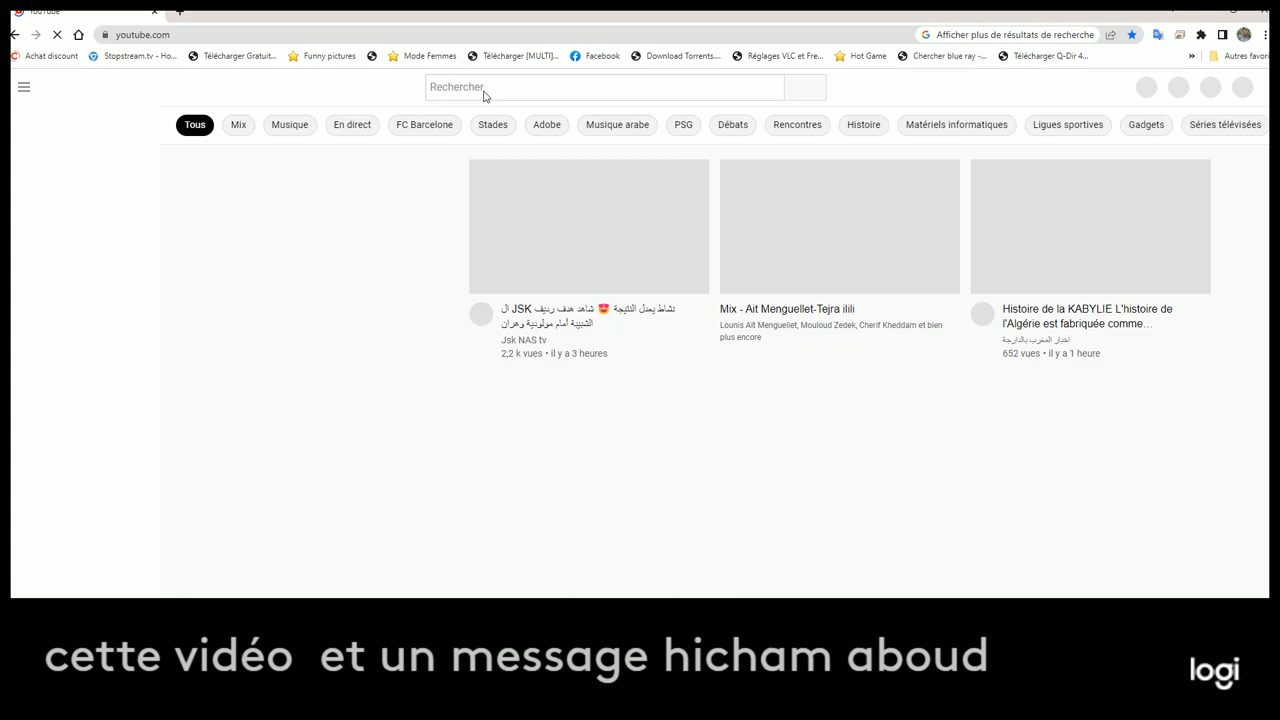 YouTube
youtube.com
Afficher plus de résultats de recherche
Achat discount
Stopstream.tv - Ho...
Télécharger Gratuit...
Funny pictures
Mode Femmes
Télécharger [MULTI]...
Facebook
Download Torrents....
Réglages VLC et Fre...
Hot Game
Chercher blue ray -...
Télécharger Q-Dir 4...
»
Autres favor
Rechercher
Tous
Mix
Musique
En direct
FC Barcelone
Stades
Adobe
Musique arabe
PSG
Débats
Rencontres
Histoire
Matériels informatiques
Ligues sportives
Gadgets
Séries télévisées
نشاط يعدل النتيجة 😍 شاهد هدف رديف JSK ال
الشبيبة أمام مولودية وهران
Jsk NAS tv
2,2 k vues • il y a 3 heures
Mix - Ait Menguellet-Tejra ilili
Lounis Aït Menguellet, Mouloud Zedek, Cherif Kheddam et bien
plus encore
Histoire de la KABYLIE L'histoire de
l'Algérie est fabriquée comme…
اخبار المغرب بالدارجة
652 vues • il y a 1 heure
cette vidéo et un message hicham aboud
logi